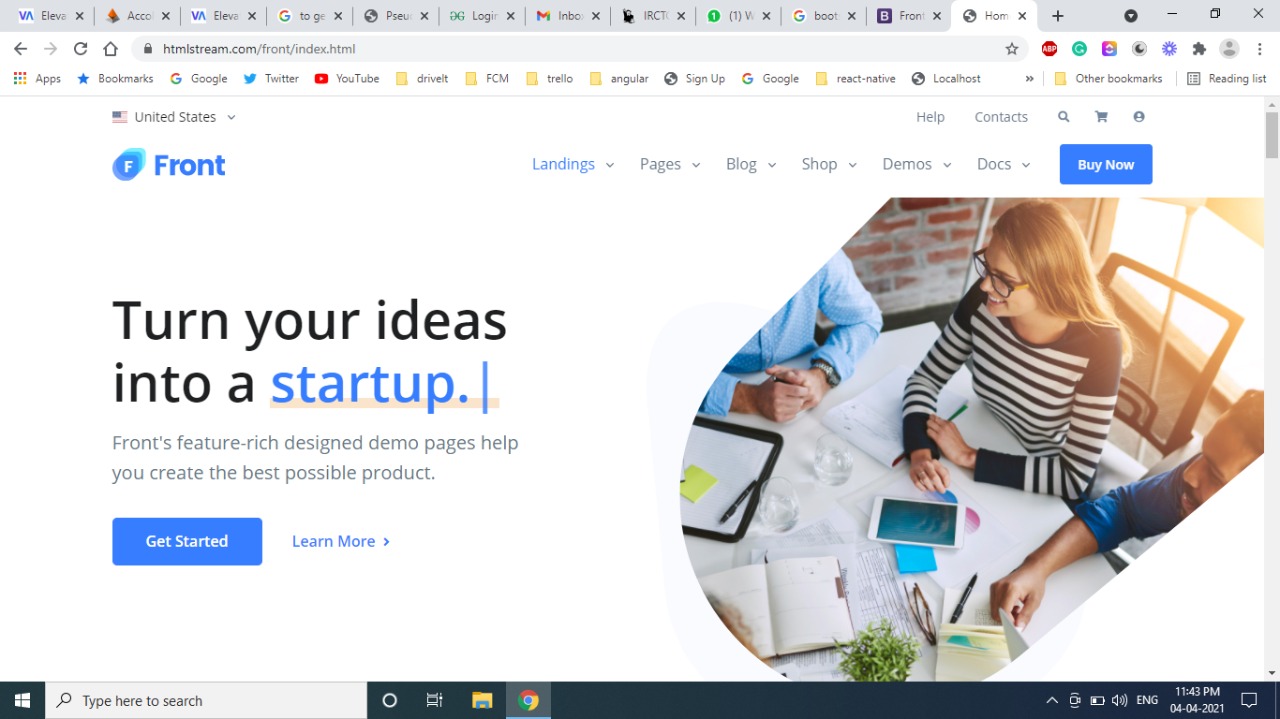 Eleva
Accol
Eleva
to ge
Pseu
Login
Inbo
IRCTC
(1) W
boot
Front
Hom
htmlstream.com/front/index.html
ABP
Apps Bookmarks Google Twitter YouTube drivelt FCM trello angular Sign Up Google react-native Localhost » Other bookmarks Reading list
United States
Help Contacts
F Front
Landings Pages Blog Shop Demos Docs Buy Now
Turn your ideas
into a startup.|
Front's feature-rich designed demo pages help
you create the best possible product.
Get Started Learn More >
Type here to search
ENG
11:43 PM
04-04-2021